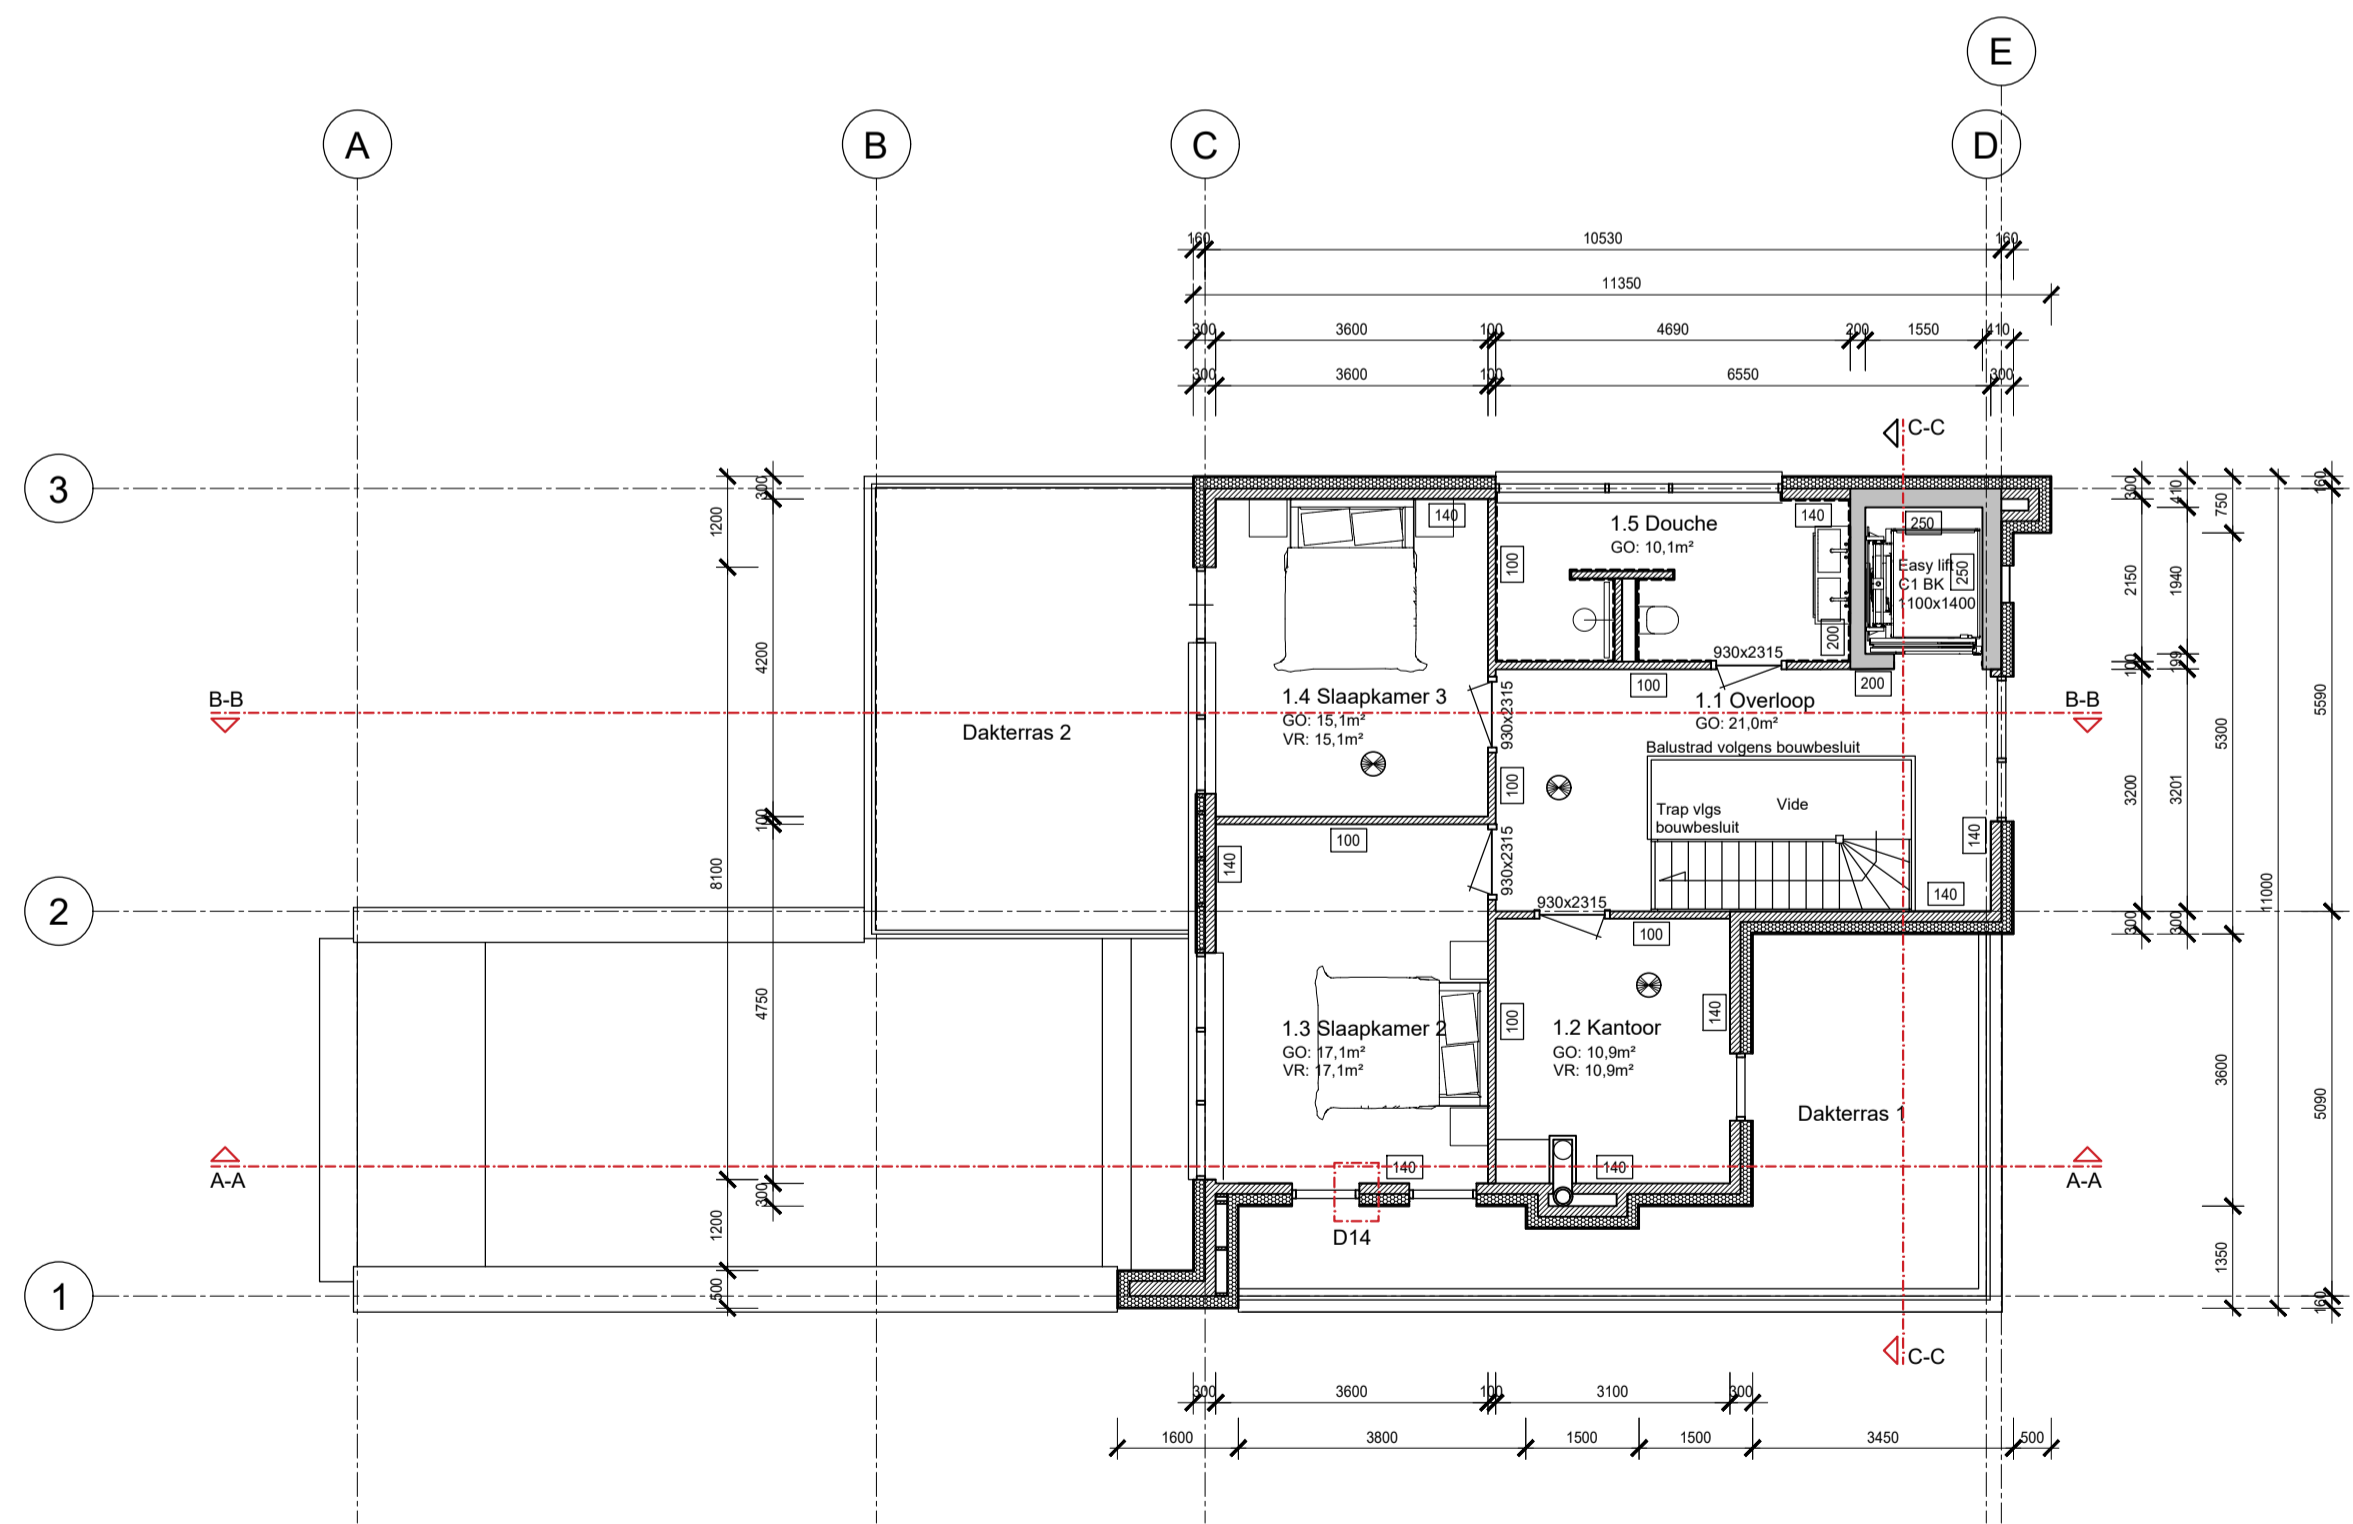 E
A
B
C
D
160
10530
160
11350
300
3600
100
4690
200
1550
410
300
3600
100
6550
300
C-C
3
300
1200
140
1.5 Douche
GO: 10,1m²
140
250
100
Easy lift
C1 BK
1100x1400
250
200
300
410
750
160
2150
1940
930x2315
4200
100
200
100
199
B-B
1.4 Slaapkamer 3
GO: 15,1m²
VR: 15,1m²
930x2315
1.1 Overloop
GO: 21,0m²
B-B
5590
Dakterras 2
Balustrad volgens bouwbesluit
5300
100
Trap vlgs
bouwbesluit
Vide
3200
3201
100
100
140
140
930x2315
8100
140
11000
2
930x2315
100
300
300
4750
100
140
1.3 Slaapkamer 2
GO: 17,1m²
VR: 17,1m²
1.2 Kantoor
GO: 10,9m²
VR: 10,9m²
3600
5090
Dakterras 1
A-A
140
140
A-A
300
1200
D14
1350
1
500
160
C-C
300
3600
100
3100
300
1600
3800
1500
1500
3450
500